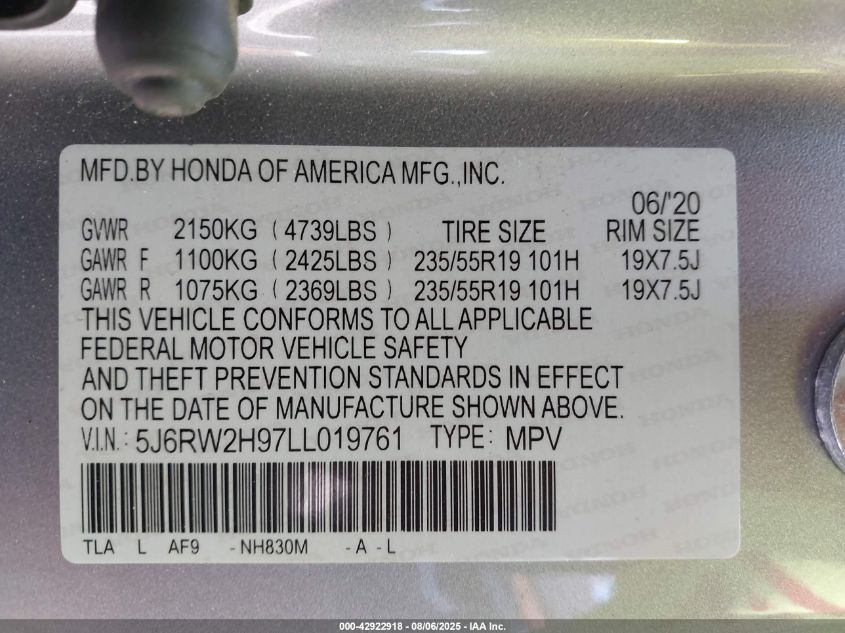 MFD.BY HONDA OF AMERICA MFG.,INC.
06/'20
GVWR 2150KG (4739LBS) TIRE SIZE RIM SIZE
GAWR F 1100KG (2425LBS) 235/55R19 101H 19X7.5J
GAWR R 1075KG (2369LBS) 235/55R19 101H 19X7.5J
THIS VEHICLE CONFORMS TO ALL APPLICABLE
FEDERAL MOTOR VEHICLE SAFETY
AND THEFT PREVENTION STANDARDS IN EFFECT
ON THE DATE OF MANUFACTURE SHOWN ABOVE.
V.I.N.: 5J6RW2H97LL019761 TYPE: MPV
TLA L AF9 -NH830M -A-L
000-42922918 - 08/06/2025 - IAA Inc.